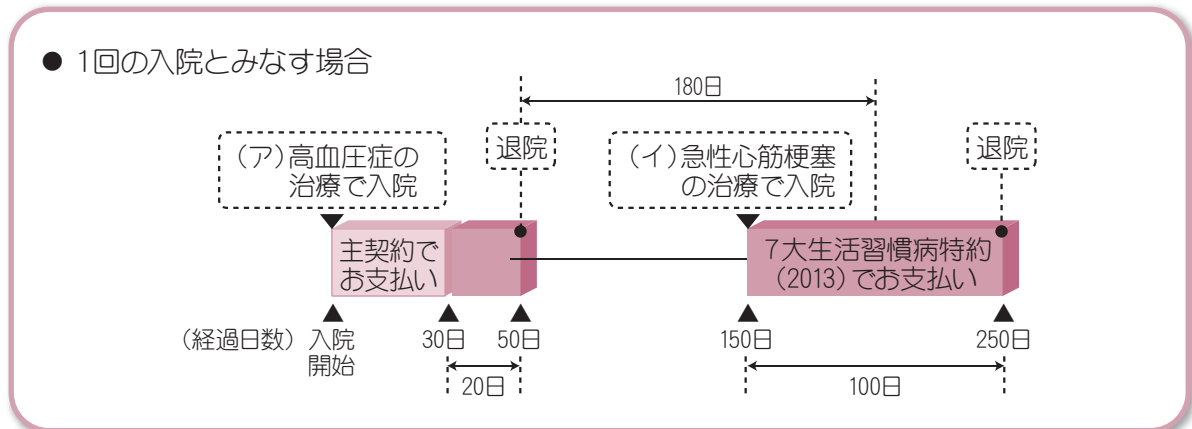 ● 1回の入院とみなす場合
180日
(ア)高血圧症の
治療で入院
退院
(イ)急性心筋梗塞
の治療で入院
退院
主契約で
お支払い
7大生活習慣病特約
(2013)でお支払い
(経過日数)
入院
開始
30日
50日
150日
250日
20日
100日